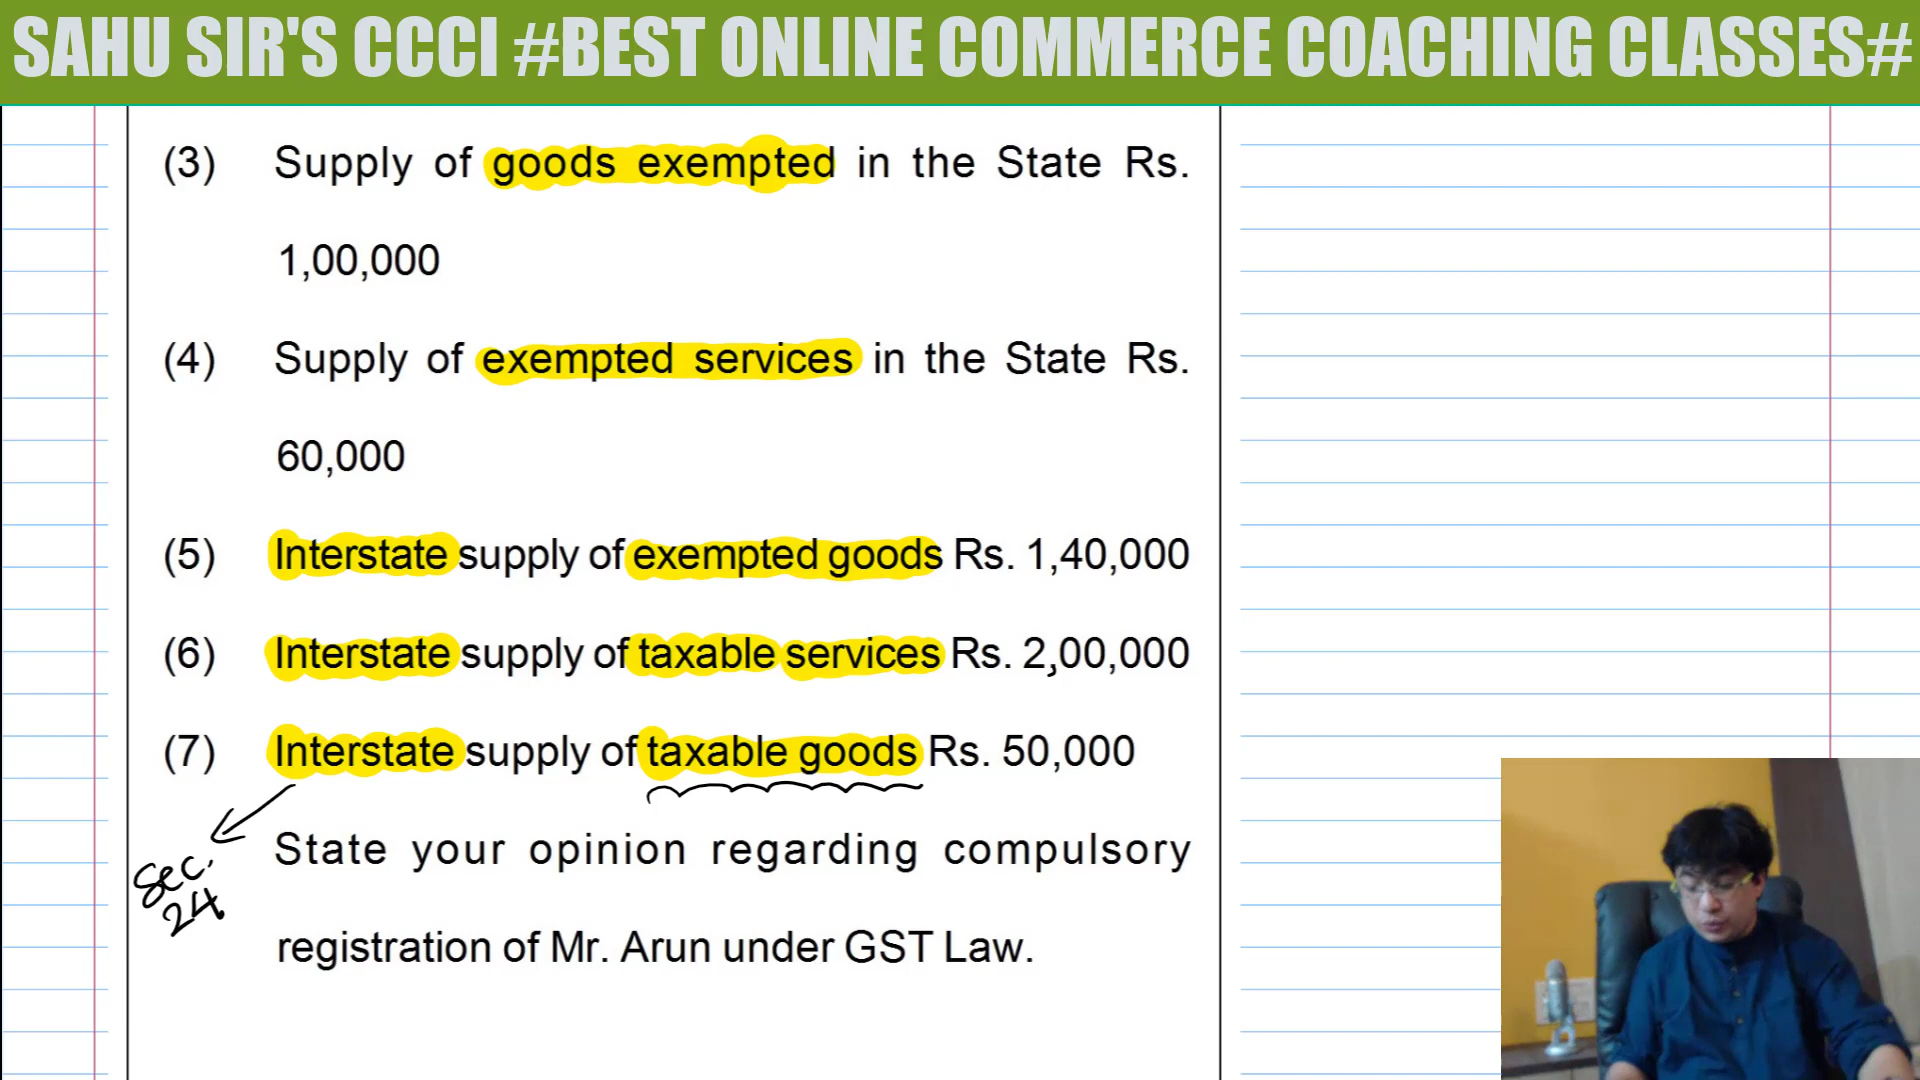 SAHU SIR'S CCCI #BEST ONLINE COMMERCE COACHING CLASSES#
(3) Supply of goods exempted in the State Rs.
1,00,000
(4) Supply of exempted services in the State Rs.
60,000
(5) Interstate supply of exempted goods Rs. 1,40,000
(6) Interstate supply of taxable services Rs. 2,00,000
(7) Interstate supply of taxable goods Rs. 50,000
State your opinion regarding compulsory
Sec.
24.
registration of Mr. Arun under GST Law.